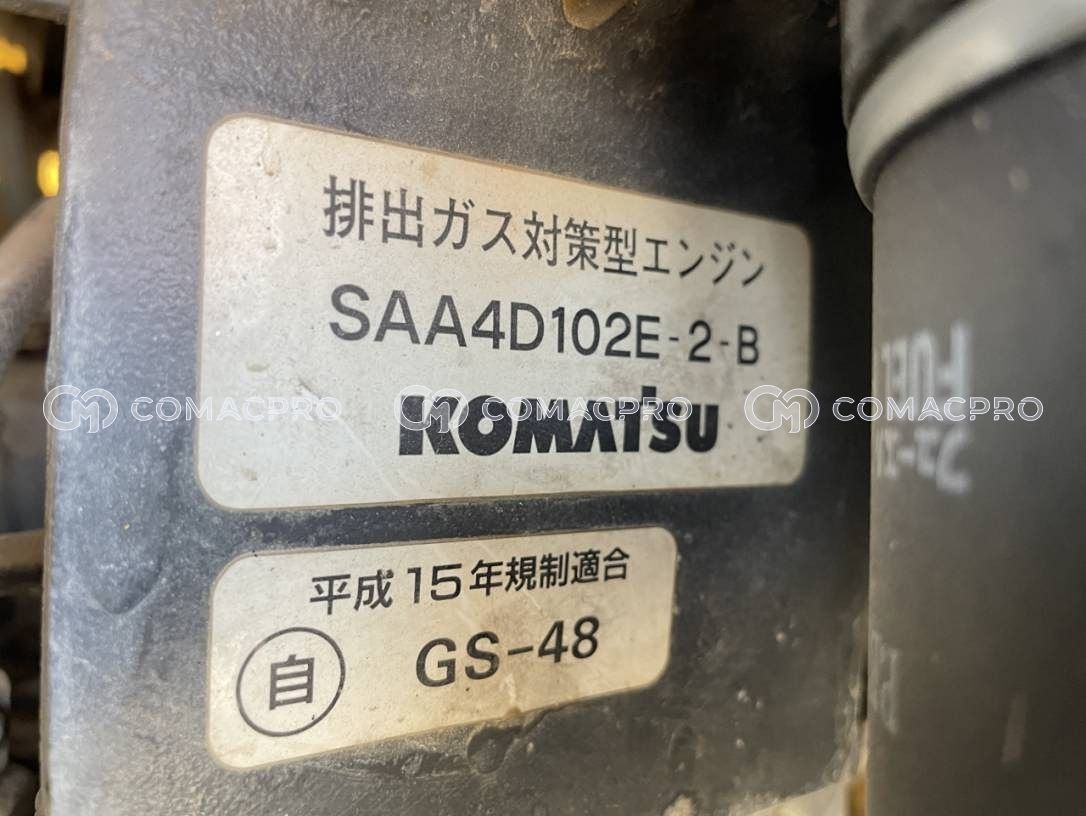 排出ガス対策型エンジン
SAA4D102E-2-B
KOMATSU
COMACPRO COMACPRO COMACPRO
平成15年規制適合
自 GS-48
FUEL